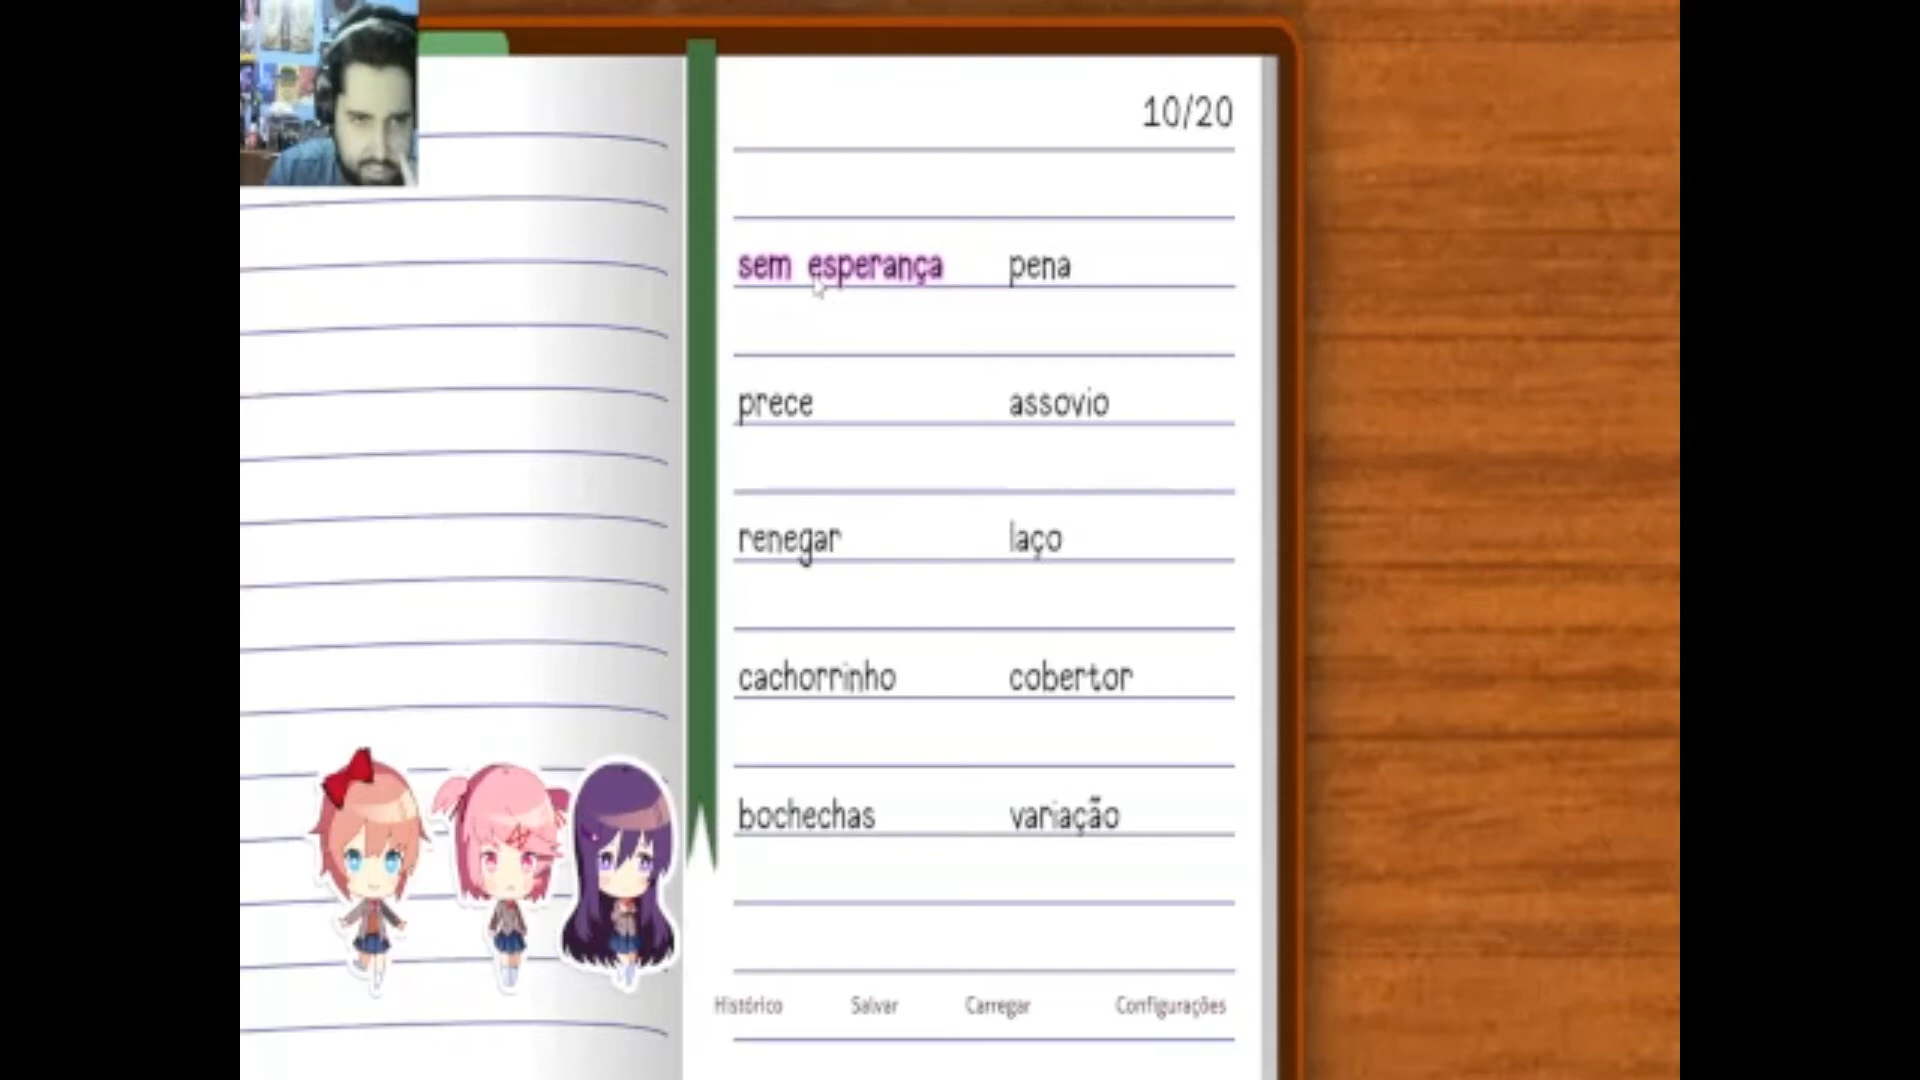 10/20
sem esperança pena
prece assovio
renegar laço
cachorrinho cobertor
bochechas variação
Histórico Salvar Carregar Configurações